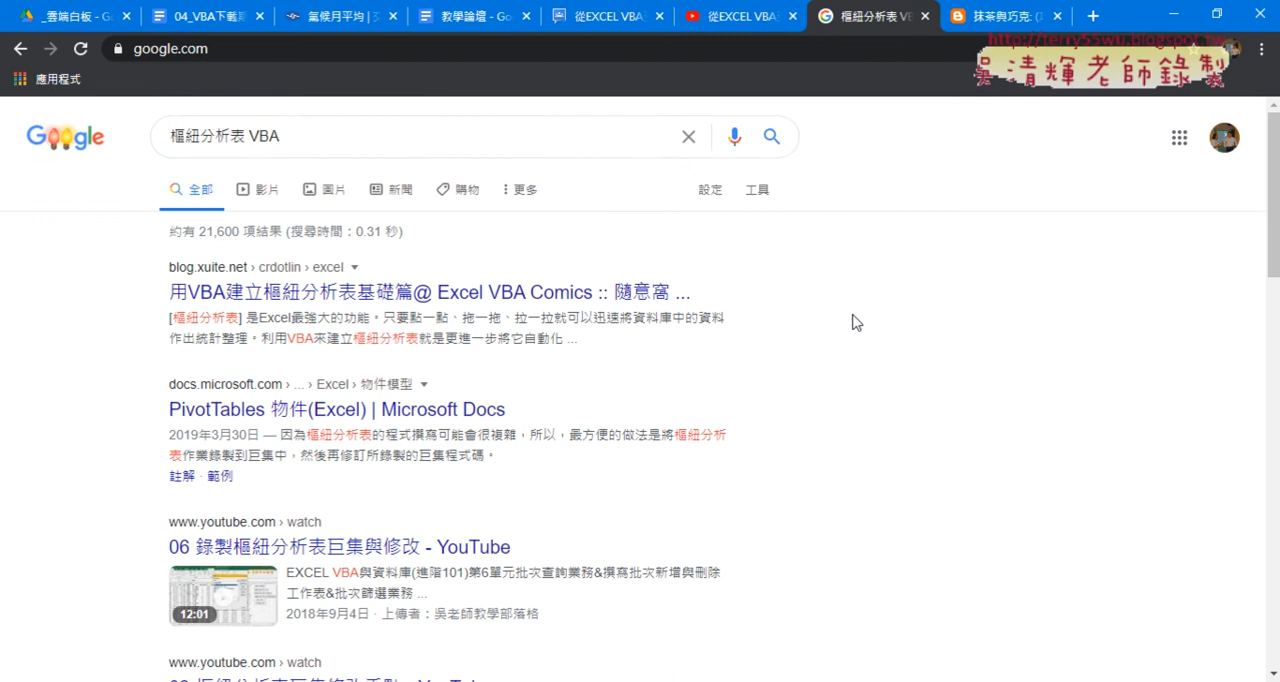 _雲端白板 - Go
04_VBA下載期
氣候月平均 | 交
教學論壇 - Go
從EXCEL VBA
從EXCEL VBA
樞紐分析表 VB
抹茶與巧克: (
google.com
http://terry55wu.blogspot.tw
吳清輝老師錄製
應用程式
Google
樞紐分析表 VBA
全部
影片
圖片
新聞
購物
更多
設定
工具
約有 21,600 項結果 (搜尋時間：0.31 秒)
blog.xuite.net › crdotlin › excel
用VBA建立樞紐分析表基礎篇@ Excel VBA Comics :: 隨意窩 ...
[樞紐分析表] 是Excel最強大的功能。只要點一點、拖一拖、拉一拉就可以迅速將資料庫中的資料
作出統計整理。利用VBA來建立樞紐分析表就是更進一步將它自動化 ...
docs.microsoft.com › ... › Excel › 物件模型
PivotTables 物件(Excel) | Microsoft Docs
2019年3月30日 — 因為樞紐分析表的程式撰寫可能會很複雜，所以，最方便的做法是將樞紐分析
表作業錄製到巨集中，然後再修訂所錄製的巨集程式碼。
註解 · 範例
www.youtube.com › watch
06 錄製樞紐分析表巨集與修改 - YouTube
EXCEL VBA與資料庫(進階101)第6單元批次查詢業務&撰寫批次新增與刪除
工作表&批次篩選業務 ...
12:01
2018年9月4日 · 上傳者：吳老師教學部落格
www.youtube.com › watch